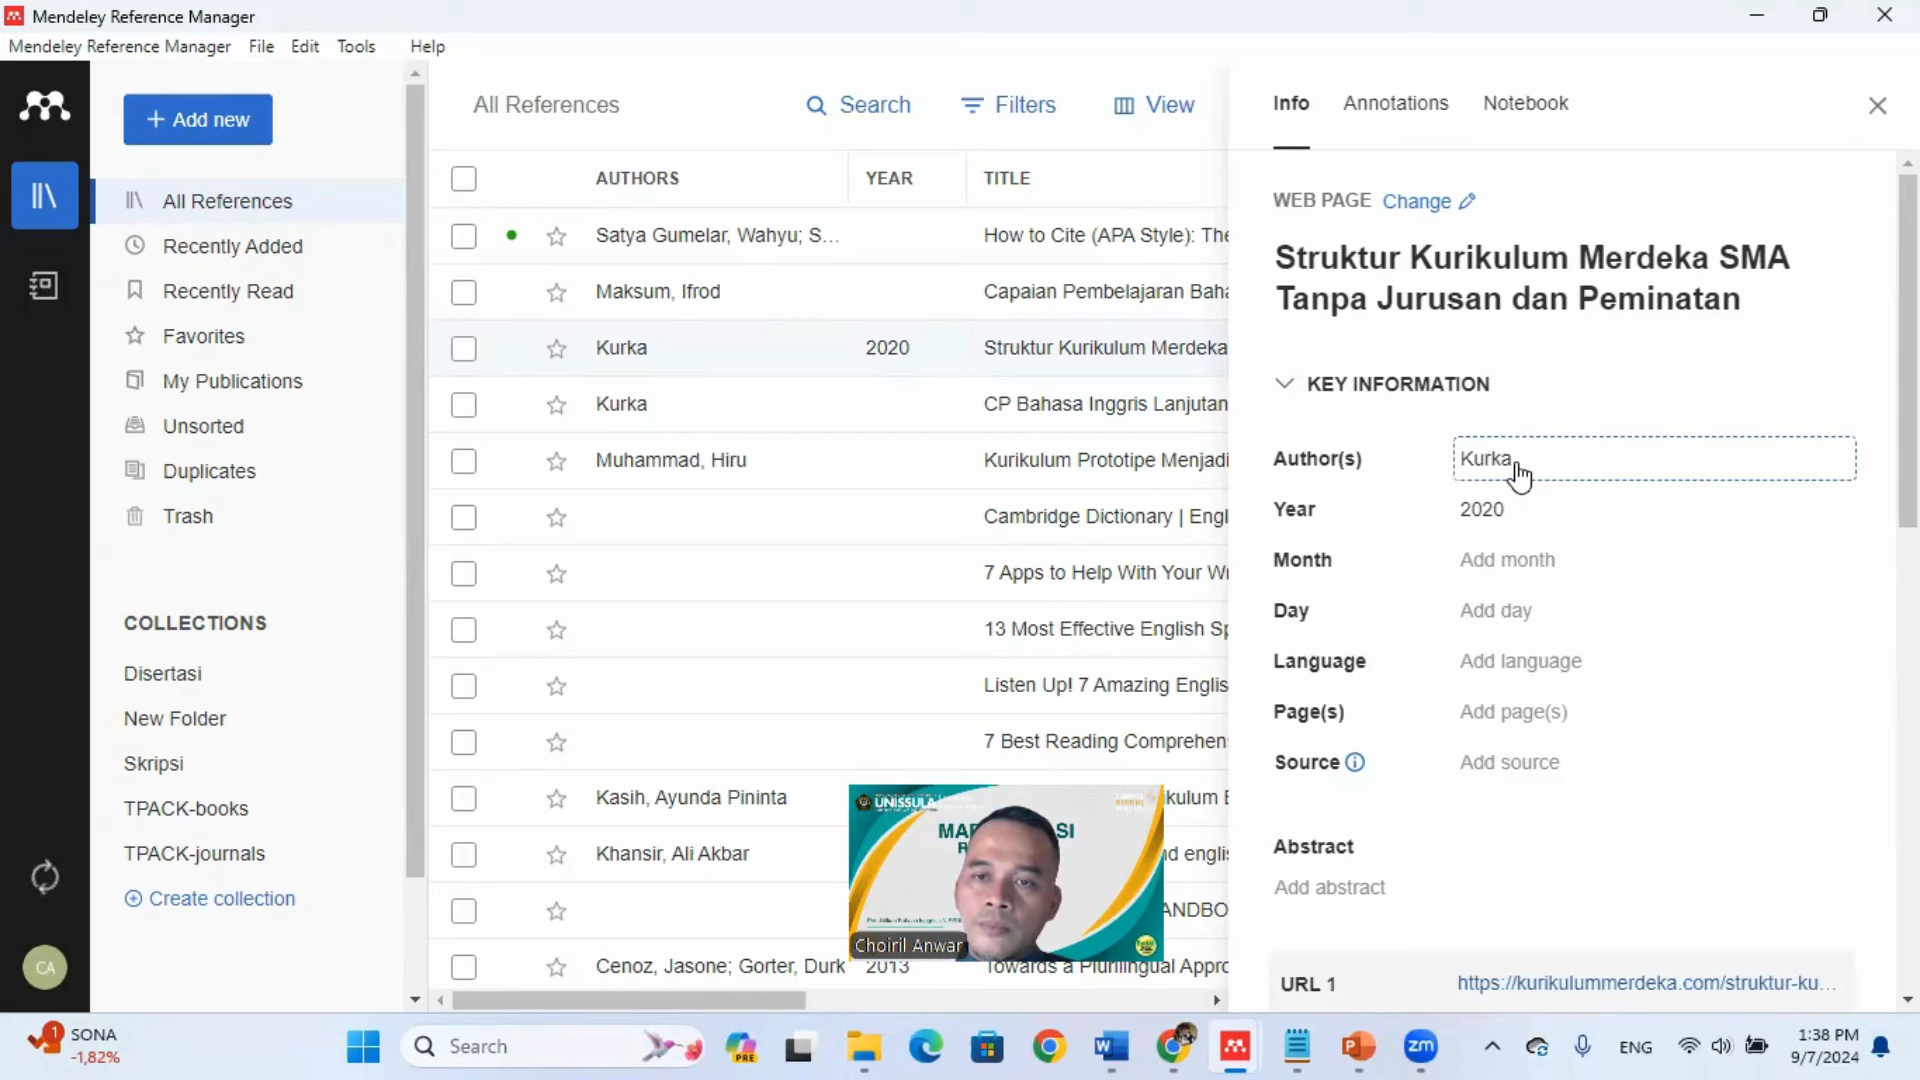 Mendeley Reference Manager
Mendeley Reference Manager File Edit Tools Help
+ Add new
All References
Recently Added
Recently Read
Favorites
My Publications
Unsorted
Duplicates
Trash
COLLECTIONS
Disertasi
New Folder
Skripsi
TPACK-books
TPACK-journals
Create collection
CA
All References Search Filters View
AUTHORS YEAR TITLE
Satya Gumelar, Wahyu; S... How to Cite (APA Style): The
Maksum, Ifrod Capaian Pembelajaran Baha
Kurka 2020 Struktur Kurikulum Merdeka
Kurka CP Bahasa Inggris Lanjutan
Muhammad, Hiru Kurikulum Prototipe Menjadi
Cambridge Dictionary | Engl
7 Apps to Help With Your Wr
13 Most Effective English Sp
Listen Up! 7 Amazing Englis
7 Best Reading Comprehen
Kasih, Ayunda Pininta kulum
Khansir, Ali Akbar nd englis
ANDBO
Cenoz, Jasone; Gorter, Durk 2013 Towards a Plurilingual Appro
UNISSULA
Choiril Anwar
Info Annotations Notebook
WEB PAGE Change
Struktur Kurikulum Merdeka SMA
Tanpa Jurusan dan Peminatan
KEY INFORMATION
Author(s) Kurka
Year 2020
Month Add month
Day Add day
Language Add language
Page(s) Add page(s)
Source Add source
Abstract
Add abstract
URL 1 https://kurikulummerdeka.com/struktur-ku...
1 SONA
-1,82%
Search
PRE
W
P
zm
ENG
1:38 PM
9/7/2024